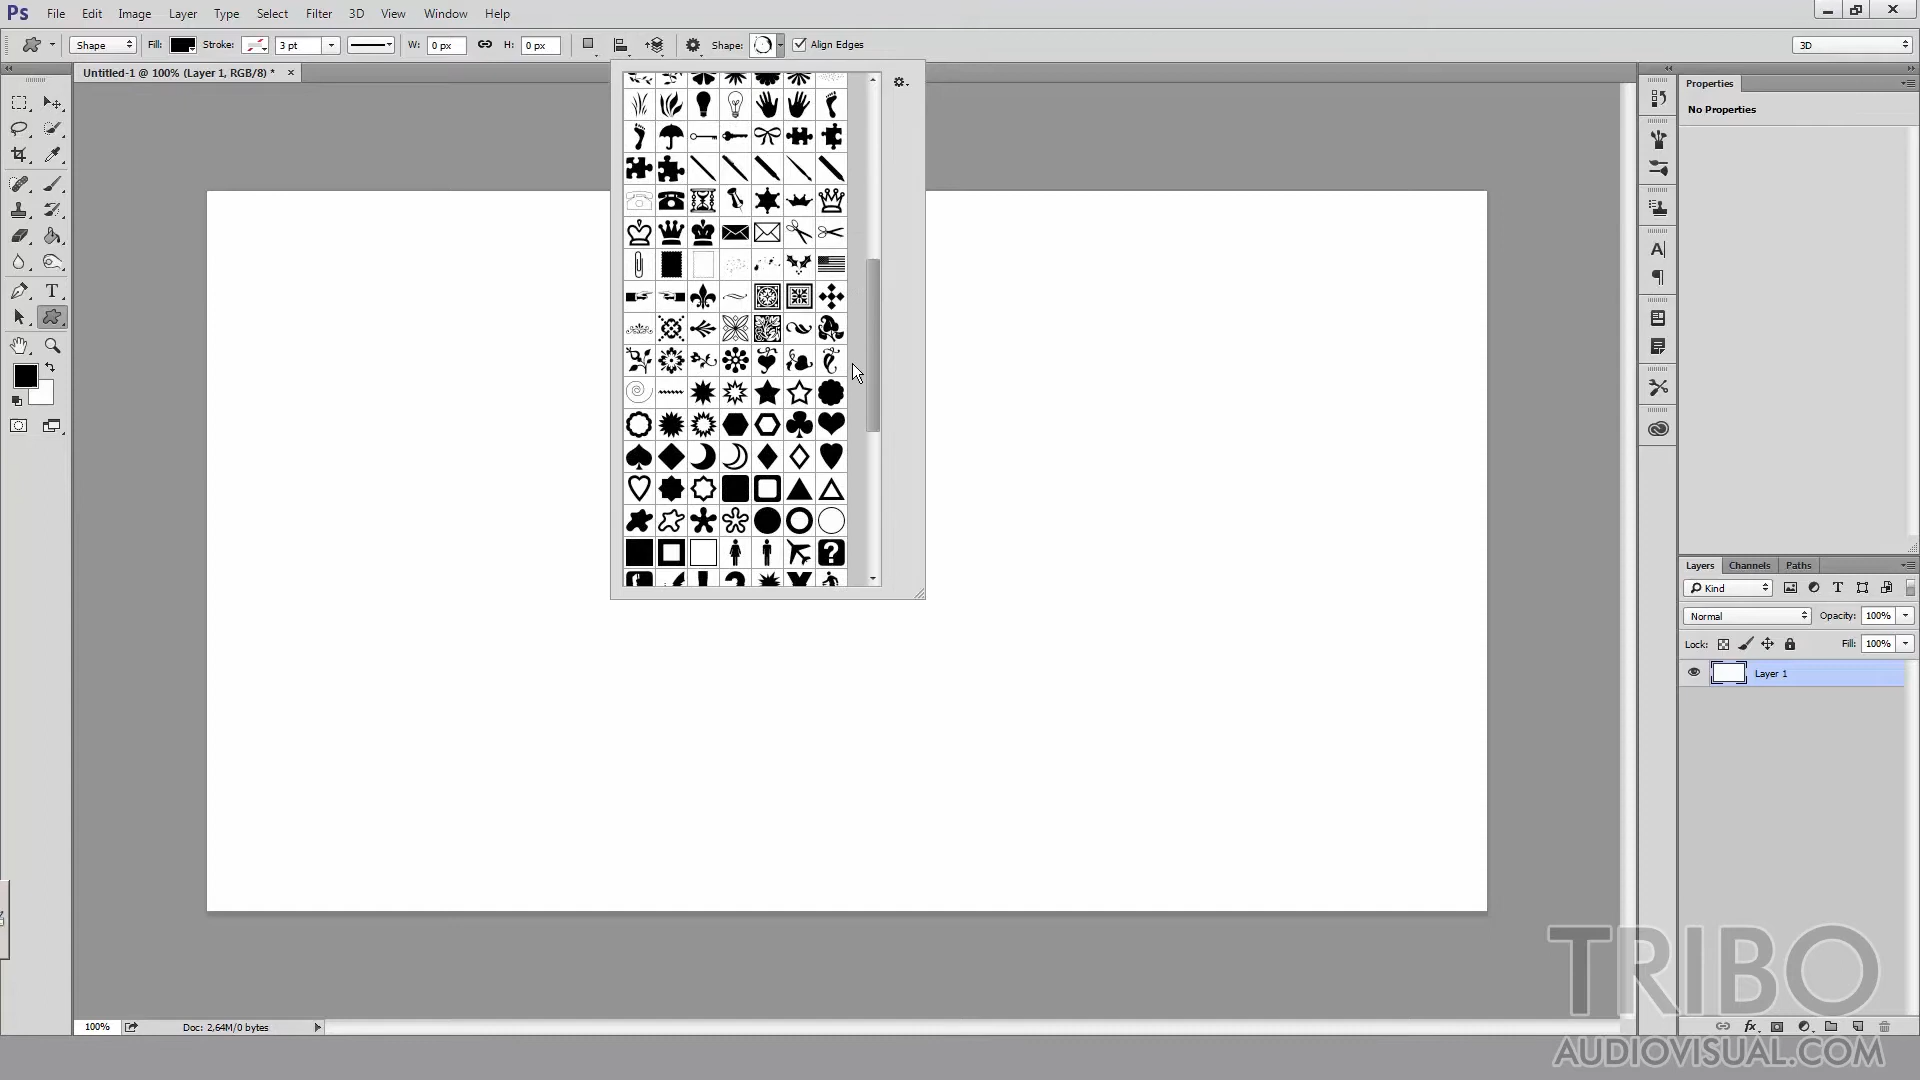 Ps File Edit Image Layer Type Select Filter 3D View Window Help
Shape Fill: Stroke: 3 pt W: 0 px H: 0 px Shape: Align Edges 3D
Untitled-1 @ 100% (Layer 1, RGB/8) * ×
Properties
No Properties
Layers Channels Paths
Kind
Normal Opacity: 100%
Lock: Fill: 100%
Layer 1
100% Doc: 2,64M/0 bytes
TRIBO
AUDIOVISUAL.COM